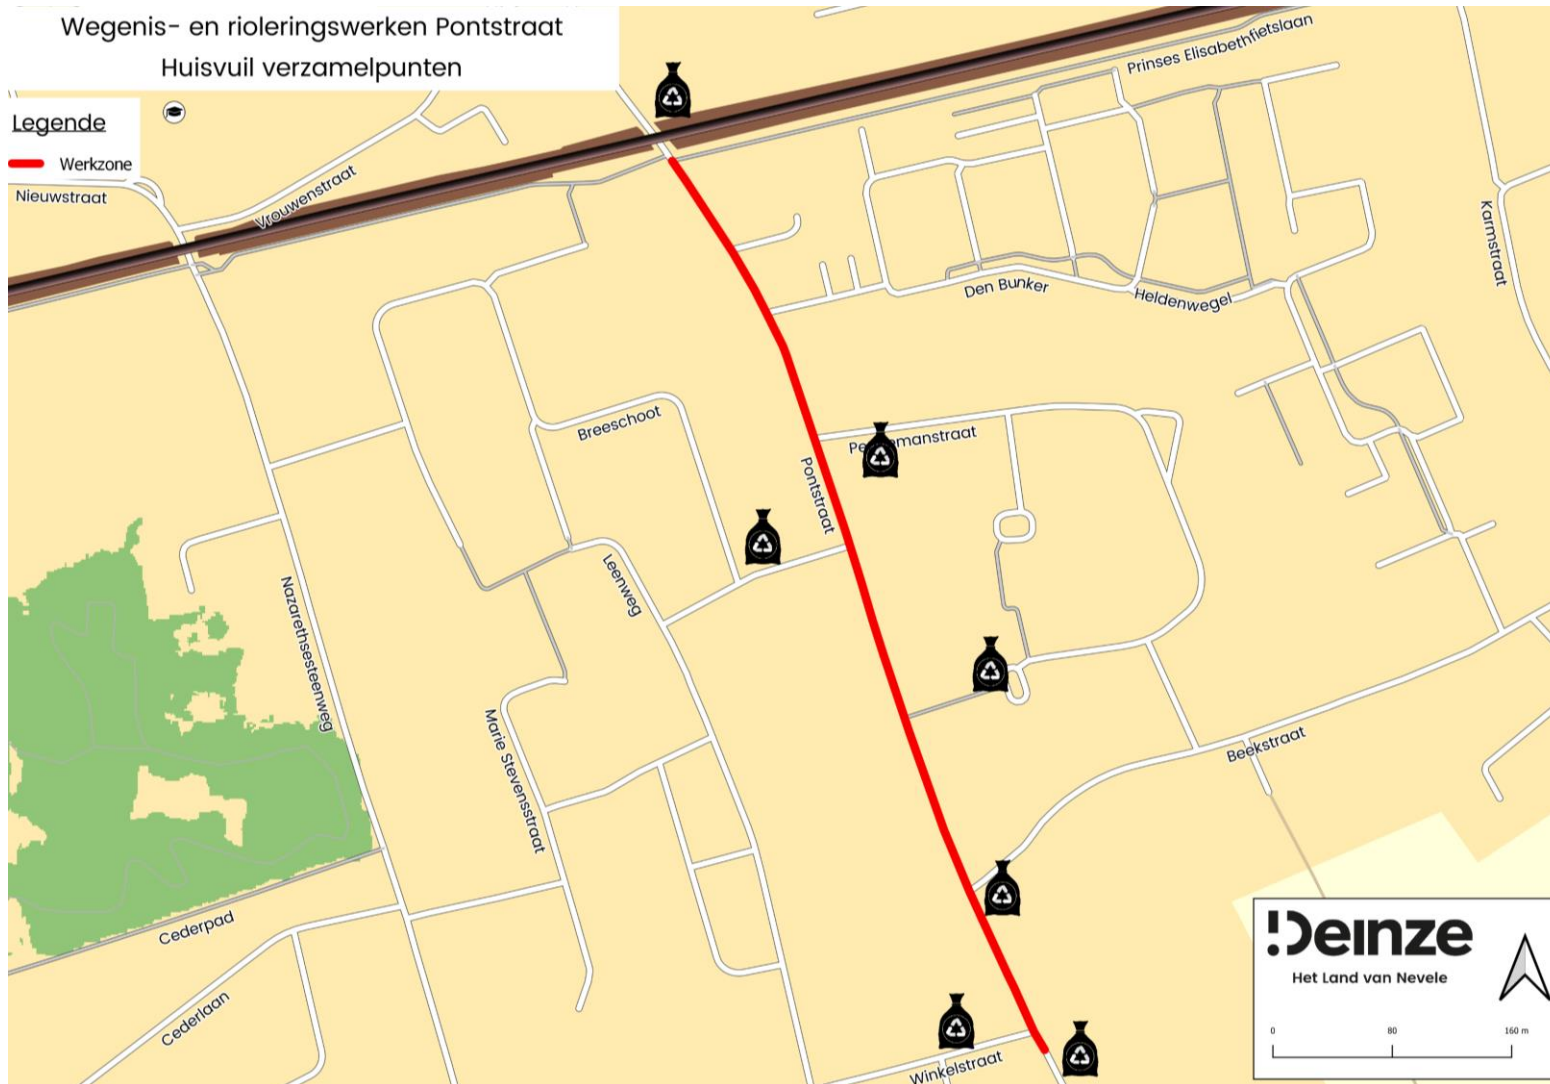 Wegenis- en rioleringswerken Pontstraat
Huisvuil verzamelpunten
Legende
Werkzone
Prinses Elisabethfietslaan
Nieuwstraat
Vrouwenstraat
Karmstraat
Den Bunker
Heldenwegel
Breeschoot
Pontstraat
Leenweg
Nazarethsesteenweg
Marie Stevensstraat
Beekstraat
Cederpad
Cederlaan
Winkelstraat
Deinze
Het Land van Nevele
0 80 160 m